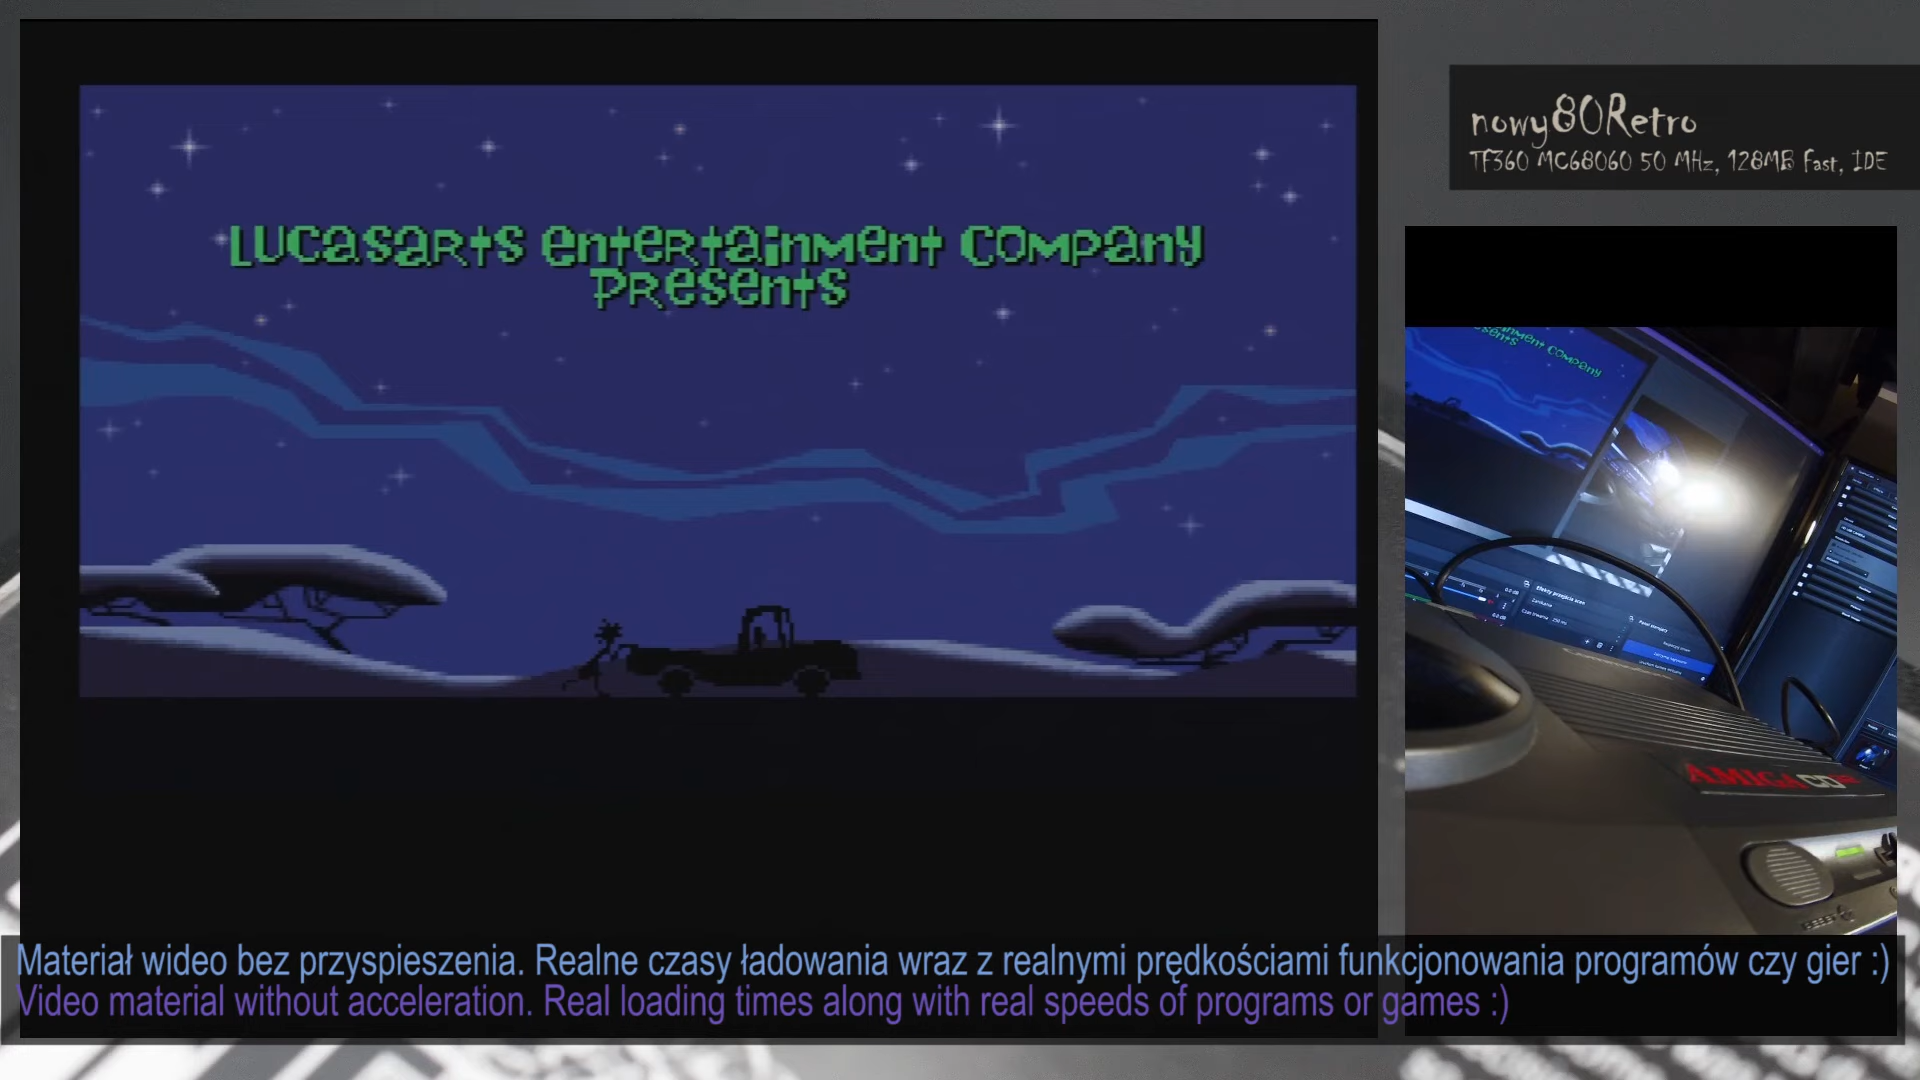 LUCASARTS ENTERTAINMENT COMPANY
PRESENTS
nowy80Retro
TF360 MC68060 50 MHz, 128MB Fast, IDE
AMIGA CD
Materiał wideo bez przyspieszenia. Realne czasy ładowania wraz z realnymi prędkościami funkcjonowania programów czy gier :)
Video material without acceleration. Real loading times along with real speeds of programs or games :)